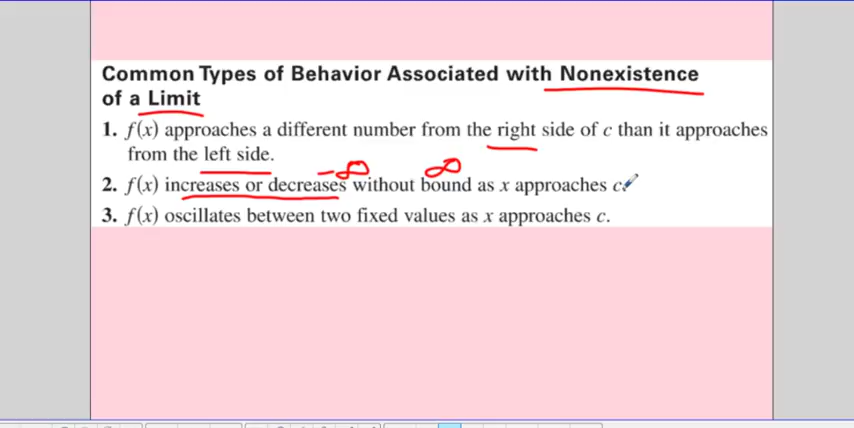 Common Types of Behavior Associated with Nonexistence
of a Limit
1. f(x) approaches a different number from the right side of c than it approaches
from the left side.
-∞ ∞
2. f(x) increases or decreases without bound as x approaches c.
3. f(x) oscillates between two fixed values as x approaches c.